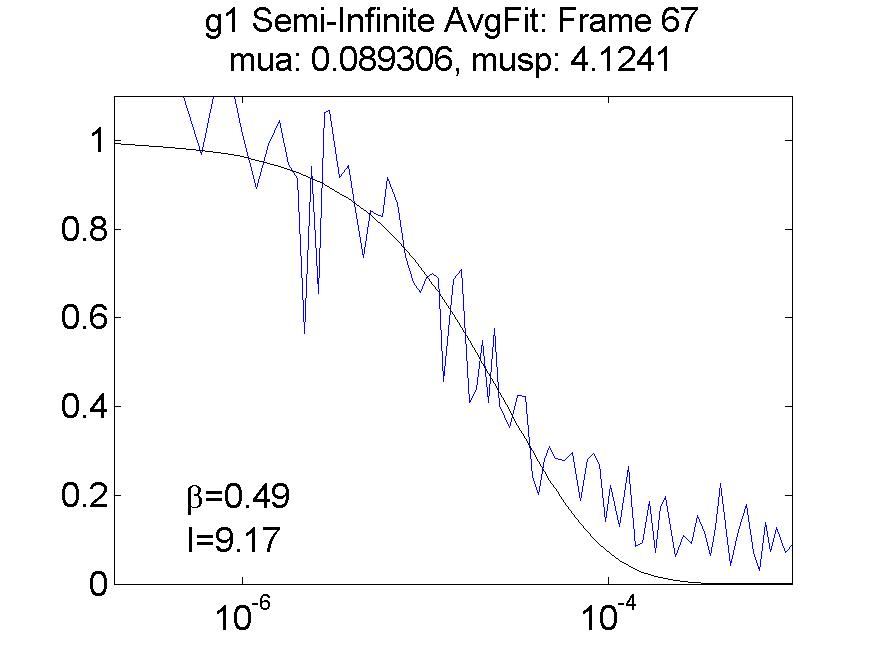 g1 Semi-Infinite AvgFit: Frame 67
mua: 0.089306, musp: 4.1241
1
0.8
0.6
0.4
0.2
0
β=0.49
I=9.17
10^-6
10^-4